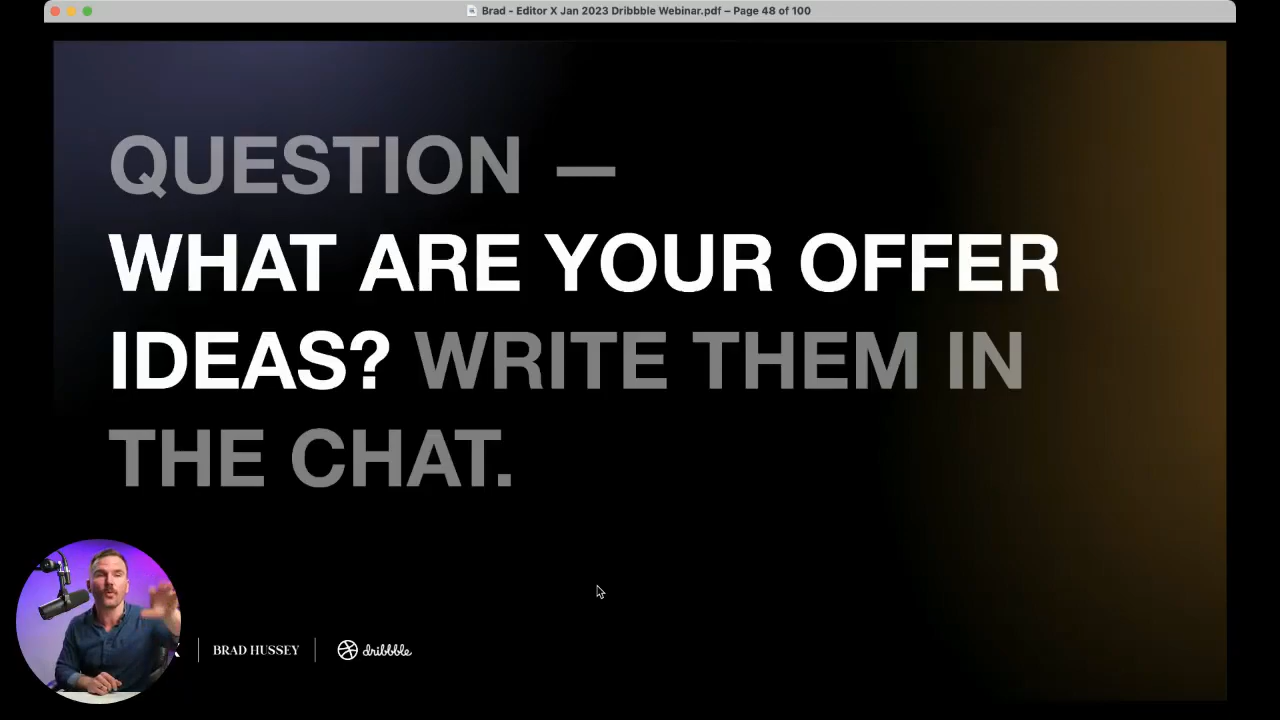 Brad - Editor X Jan 2023 Dribbble Webinar.pdf – Page 48 of 100
QUESTION —
WHAT ARE YOUR OFFER
IDEAS? WRITE THEM IN
THE CHAT.
BRAD HUSSEY
dribbble